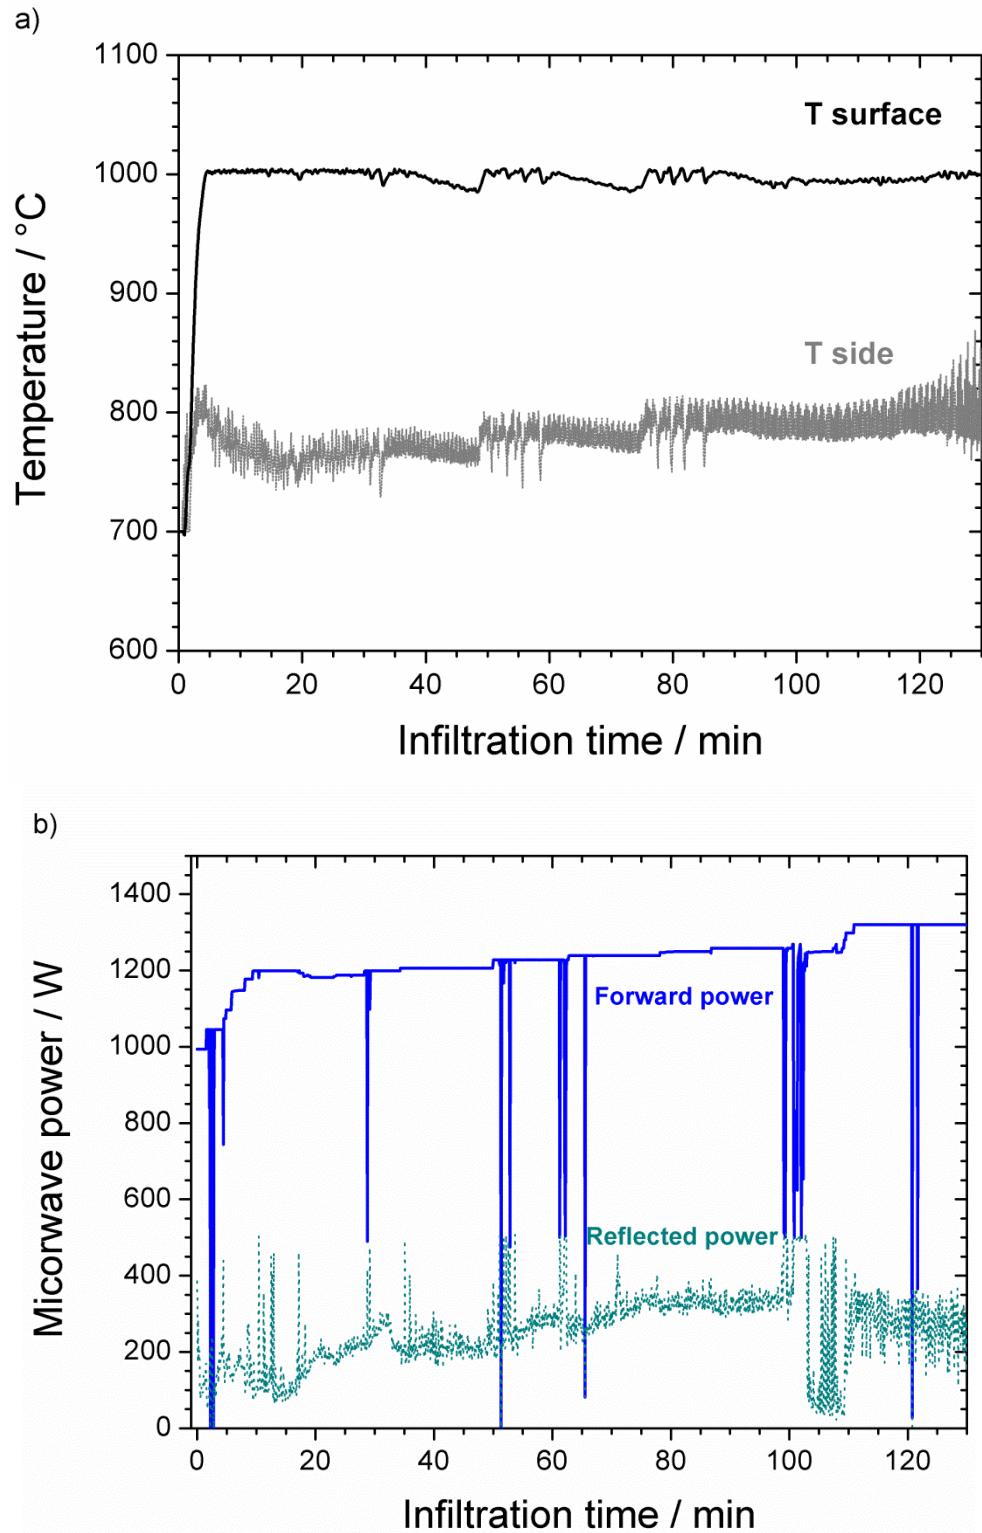 a)
1100
T surface
1000
900
T side
800
700
600
0 20 40 60 80 100 120
Temperature / °C
Infiltration time / min
b)
1400
1200
Forward power
1000
800
600
Reflected power
400
200
0
0 20 40 60 80 100 120
Micorwave power / W
Infiltration time / min